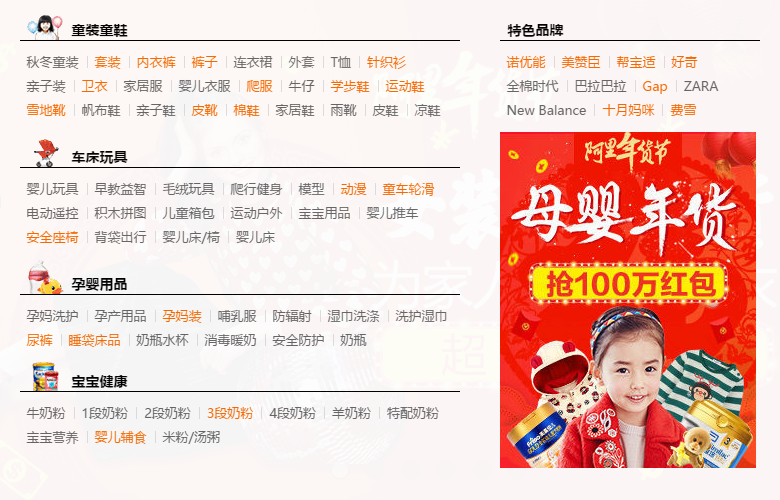 童装童鞋
秋冬童装 套装 内衣裤 裤子 连衣裙 外套 T恤 针织衫
亲子装 卫衣 家居服 婴儿衣服 爬服 牛仔 学步鞋 运动鞋
雪地靴 帆布鞋 亲子鞋 皮靴 棉鞋 家居鞋 雨靴 皮鞋 凉鞋
车床玩具
婴儿玩具 早教益智 毛绒玩具 爬行健身 模型 动漫 童车轮滑
电动遥控 积木拼图 儿童箱包 运动户外 宝宝用品 婴儿推车
安全座椅 背袋出行 婴儿床/椅 婴儿床
孕婴用品
孕妈洗护 孕产用品 孕妈装 哺乳服 防辐射 湿巾洗涤 洗护湿巾
尿裤 睡袋床品 奶瓶水杯 消毒暖奶 安全防护 奶瓶
宝宝健康
牛奶粉 1段奶粉 2段奶粉 3段奶粉 4段奶粉 羊奶粉 特配奶粉
宝宝营养 婴儿辅食 米粉/汤粥
特色品牌
诺优能 美赞臣 帮宝适 好奇
全棉时代 巴拉巴拉 Gap ZARA
New Balance 十月妈咪 费雪
阿里年货节
母婴年货
抢100万红包